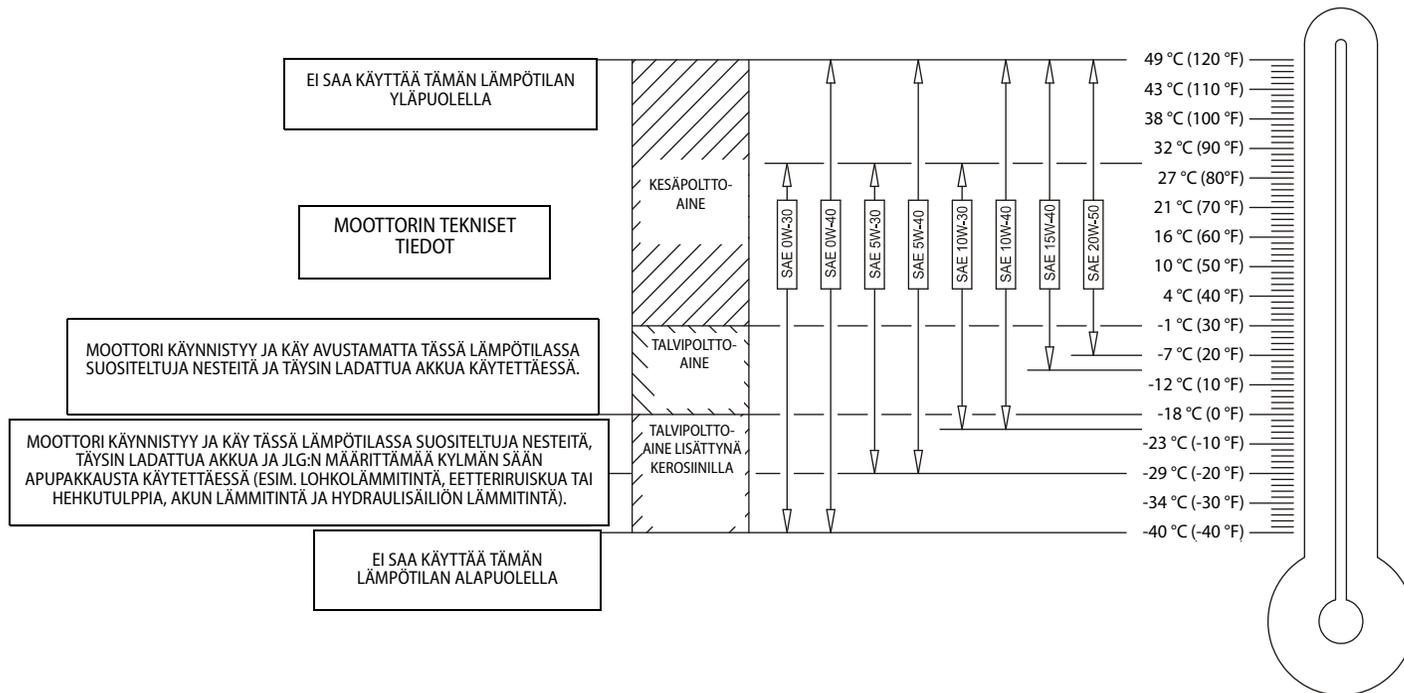 EI SAA KÄYTTÄÄ TÄMÄN LÄMPÖTILAN
YLÄPUOLELLA
MOOTTORIN TEKNISET
TIEDOT
MOOTTORI KÄYNNISTYY JA KÄY AVUSTAMATTA TÄSSÄ LÄMPÖTILASSA
SUOSITELTUJA NESTEITÄ JA TÄYSIN LADATTUA AKKUA KÄYTETTÄESSÄ.
MOOTTORI KÄYNNISTYY JA KÄY TÄSSÄ LÄMPÖTILASSA SUOSITELTUJA NESTEITÄ,
TÄYSIN LADATTUA AKKUA JA JLG:N MÄÄRITTÄMÄÄ KYLMÄN SÄÄN
APUPAKKAUSTA KÄYTETTÄESSÄ (ESIM. LOHKOLÄMMITINTÄ, EETTERIRUISKUA TAI
HEHKUTULPPIA, AKUN LÄMMITINTÄ JA HYDRAULISÄILIÖN LÄMMITINTÄ).
EI SAA KÄYTTÄÄ TÄMÄN
LÄMPÖTILAN ALAPUOLELLA
KESÄPOLTTO-
AINE
TALVIPOLTTO-
AINE
TALVIPOLTTO-
AINE LISÄTTYNÄ
KEROSIINILLA
SAE 0W-30
SAE 0W-40
SAE 5W-30
SAE 5W-40
SAE 10W-30
SAE 10W-40
SAE 15W-40
SAE 20W-50
49 °C (120 °F)
43 °C (110 °F)
38 °C (100 °F)
32 °C (90 °F)
27 °C (80°F)
21 °C (70 °F)
16 °C (60 °F)
10 °C (50 °F)
4 °C (40 °F)
-1 °C (30 °F)
-7 °C (20 °F)
-12 °C (10 °F)
-18 °C (0 °F)
-23 °C (-10 °F)
-29 °C (-20 °F)
-34 °C (-30 °F)
-40 °C (-40 °F)